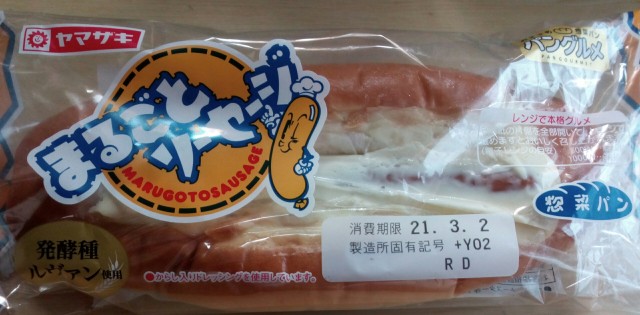 ヤマザキ
まるごと
ソーセージ
MARUGOTOSAUSAGE
パングルメ
レンジで本格グルメ
惣菜パン
消費期限 21. 3. 2
製造所固有記号 +Y02
R D
発酵種
ルヴァン使用
●からし入りドレッシングを使用しています。